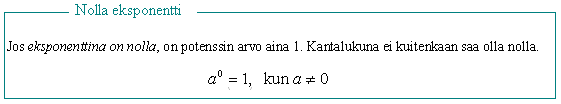 Nolla eksponentti
Jos eksponenttina on nolla, on potenssin arvo aina 1. Kantalukuna ei kuitenkaan saa olla nolla.
a⁰ = 1, kun a ≠ 0